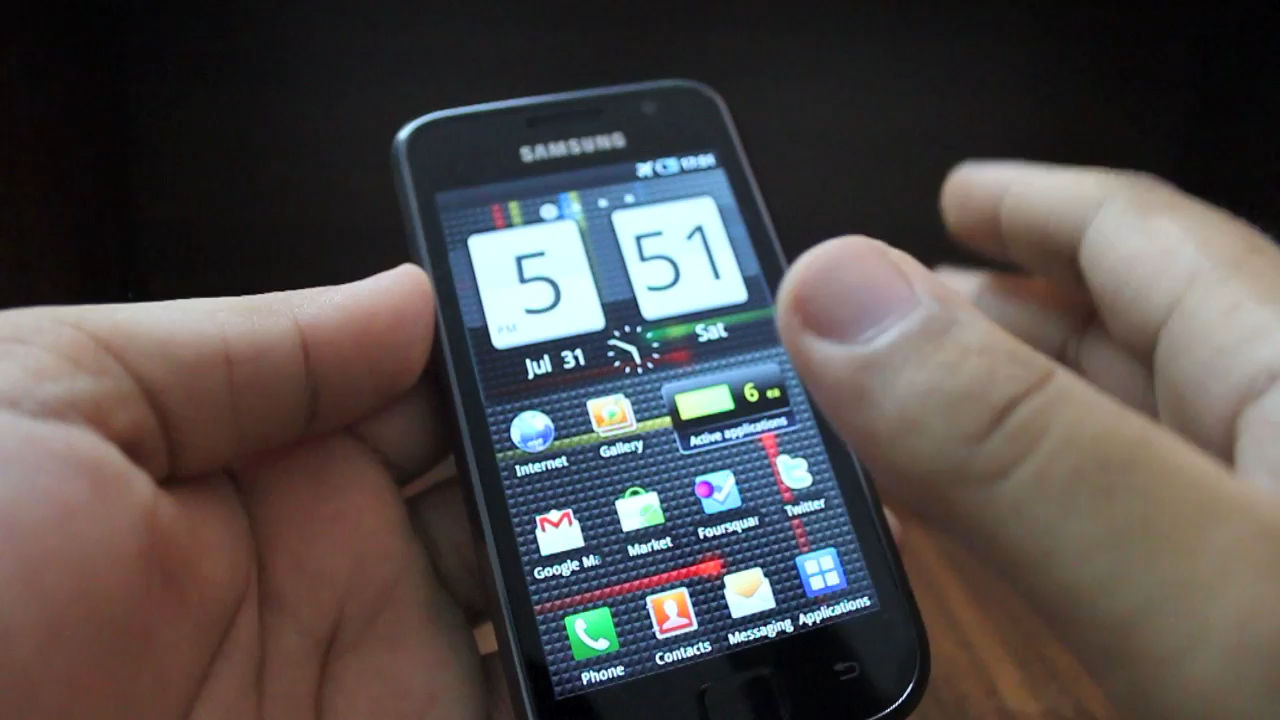 SAMSUNG
5 51
PM
Jul 31 Sat
6 ea
Active applications
Internet Gallery
Google Ma Market Foursquar Twitter
Phone Contacts Messaging Applications